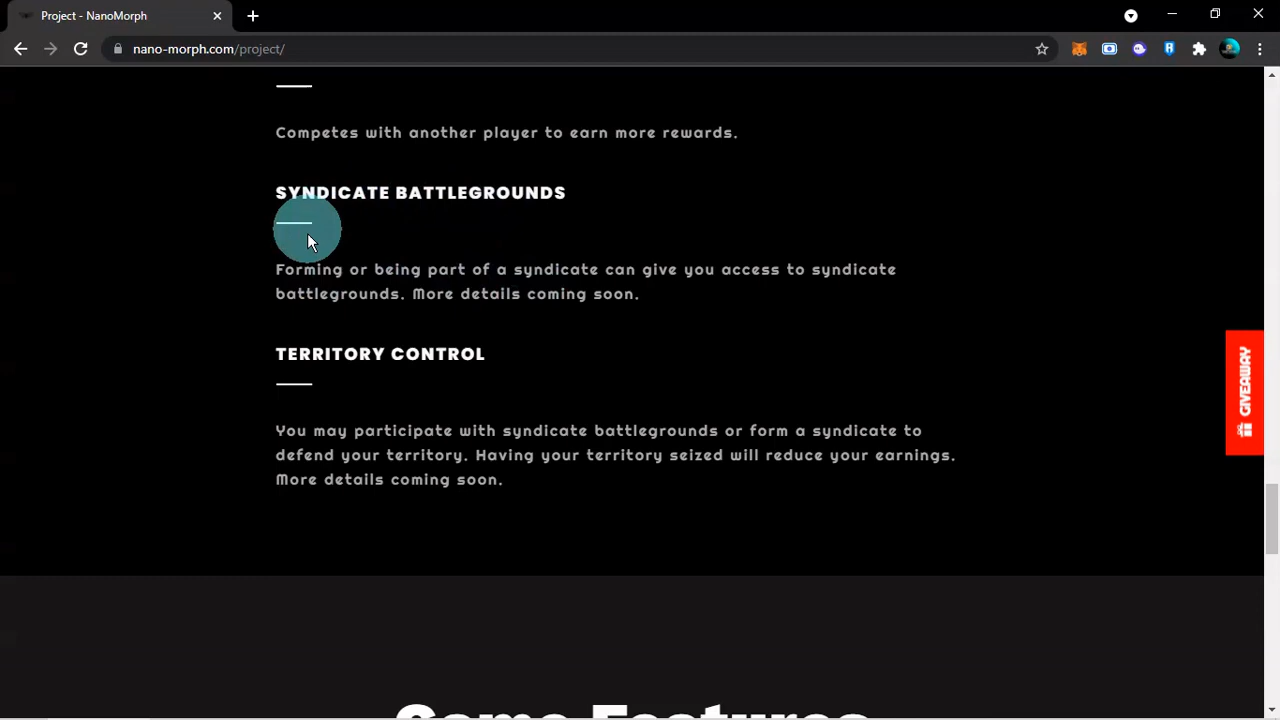 Project - NanoMorph
nano-morph.com/project/
Competes with another player to earn more rewards.
SYNDICATE BATTLEGROUNDS
Forming or being part of a syndicate can give you access to syndicate
battlegrounds. More details coming soon.
TERRITORY CONTROL
You may participate with syndicate battlegrounds or form a syndicate to
defend your territory. Having your territory seized will reduce your earnings.
More details coming soon.
GIVEAWAY
Some Features